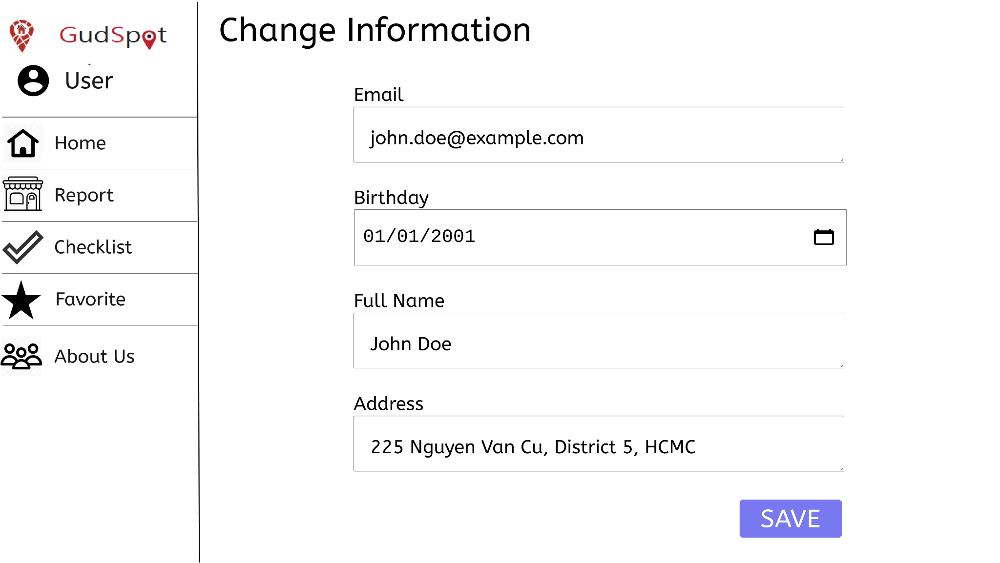 GudSpot
User
Home
Report
Checklist
Favorite
About Us
Change Information
Email
john.doe@example.com
Birthday
01/01/2001
Full Name
John Doe
Address
225 Nguyen Van Cu, District 5, HCMC
SAVE